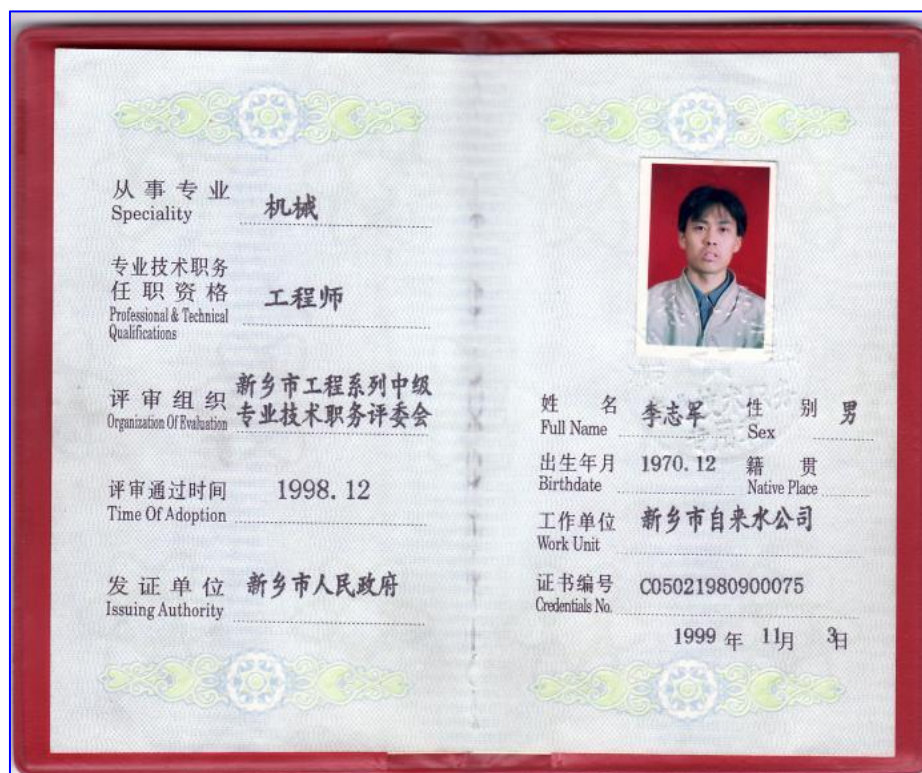 从事专业 机械
Speciality
专业技术职务
任职资格 工程师
Professional & Technical
Qualifications
新乡市工程系列中级
评审组织 专业技术职务评委会
Organization Of Evaluation
评审通过时间 1998.12
Time Of Adoption
发证单位 新乡市人民政府
Issuing Authority
姓名 李志军 性别 男
Full Name Sex
出生年月 1970.12 籍贯
Birthdate Native Place
工作单位 新乡市自来水公司
Work Unit
证书编号 C05021980900075
Credentials No.
1999 年 11月 3日